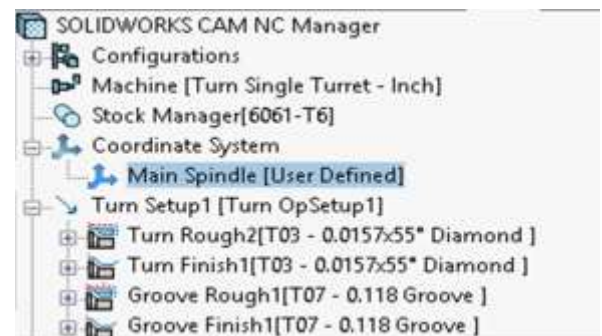 SOLIDWORKS CAM NC Manager
Configurations
Machine [Turn Single Turret - Inch]
Stock Manager[6061-T6]
Coordinate System
Main Spindle [User Defined]
Turn Setup1 [Turn OpSetup1]
Turn Rough2[T03 - 0.0157x55° Diamond ]
Turn Finish1[T03 - 0.0157x55° Diamond ]
Groove Rough1[T07 - 0.118 Groove ]
Groove Finish1[T07 - 0.118 Groove ]